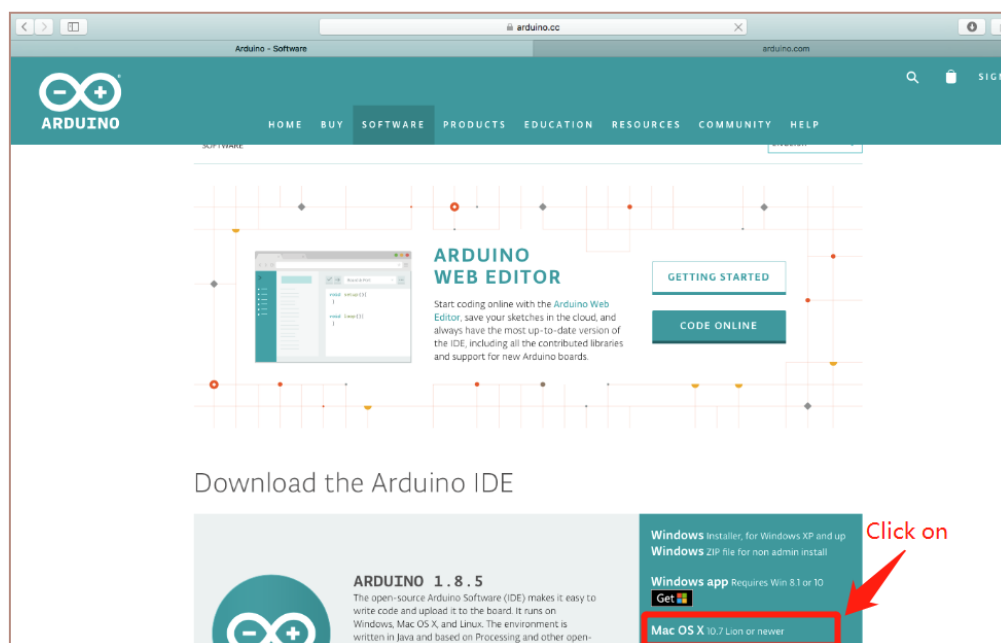 arduino.cc
Arduino - Software
arduino.com
SIGN
ARDUINO
HOME BUY SOFTWARE PRODUCTS EDUCATION RESOURCES COMMUNITY HELP
SOFTWARE
ARDUINO
WEB EDITOR
Start coding online with the Arduino Web
Editor, save your sketches in the cloud, and
always have the most up-to-date version of
the IDE, including all the contributed libraries
and support for new Arduino boards.
GETTING STARTED
CODE ONLINE
void setup(){
}
void loop(){
}
Download the Arduino IDE
ARDUINO 1.8.5
The open-source Arduino Software (IDE) makes it easy to
write code and upload it to the board. It runs on
Windows, Mac OS X, and Linux. The environment is
written in Java and based on Processing and other open-
Windows Installer, for Windows XP and up
Windows ZIP file for non admin install
Windows app Requires Win 8.1 or 10
Get
Mac OS X 10.7 Lion or newer
Click on